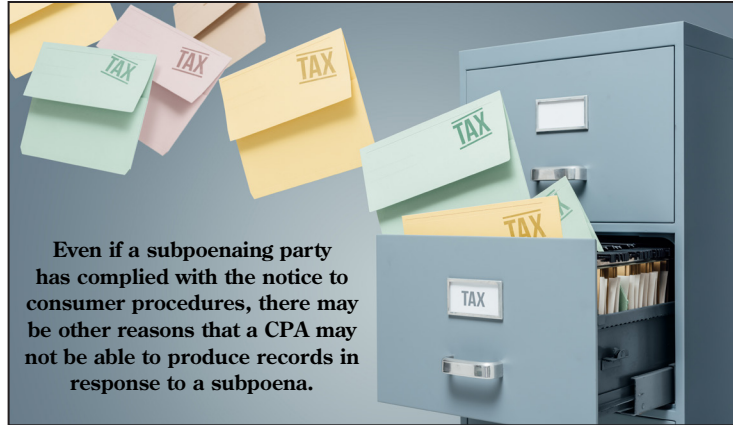 TAX
TAX
TAX
TAX
TAX
TAX
TAX
Even if a subpoenaing party
has complied with the notice to
consumer procedures, there may
be other reasons that a CPA may
not be able to produce records in
response to a subpoena.